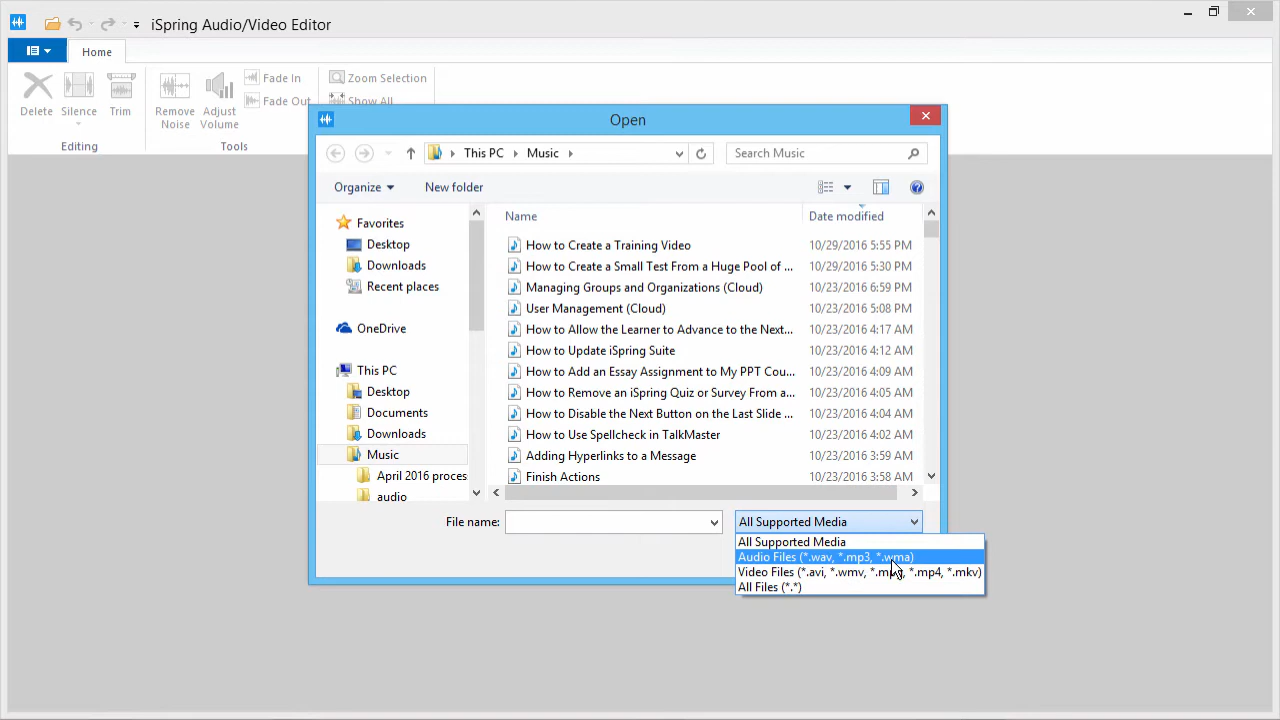 iSpring Audio/Video Editor
Home
Delete
Silence
Trim
Remove
Noise
Adjust
Volume
Fade In
Fade Out
Zoom Selection
Show All
Editing
Tools
Open
This PC
Music
Search Music
Organize
New folder
Favorites
Desktop
Downloads
Recent places
OneDrive
This PC
Desktop
Documents
Downloads
Music
April 2016 proces
audio
Name
Date modified
How to Create a Training Video 10/29/2016 5:55 PM
How to Create a Small Test From a Huge Pool of ... 10/29/2016 5:30 PM
Managing Groups and Organizations (Cloud) 10/23/2016 6:59 PM
User Management (Cloud) 10/23/2016 5:08 PM
How to Allow the Learner to Advance to the Next... 10/23/2016 4:17 AM
How to Update iSpring Suite 10/23/2016 4:12 AM
How to Add an Essay Assignment to My PPT Cou... 10/23/2016 4:09 AM
How to Remove an iSpring Quiz or Survey From a... 10/23/2016 4:05 AM
How to Disable the Next Button on the Last Slide ... 10/23/2016 4:04 AM
How to Use Spellcheck in TalkMaster 10/23/2016 4:02 AM
Adding Hyperlinks to a Message 10/23/2016 3:59 AM
Finish Actions 10/23/2016 3:58 AM
File name:
All Supported Media
All Supported Media
Audio Files (*.wav, *.mp3, *.wma)
Video Files (*.avi, *.wmv, *.mp4, *.mkv)
All Files (*.*)